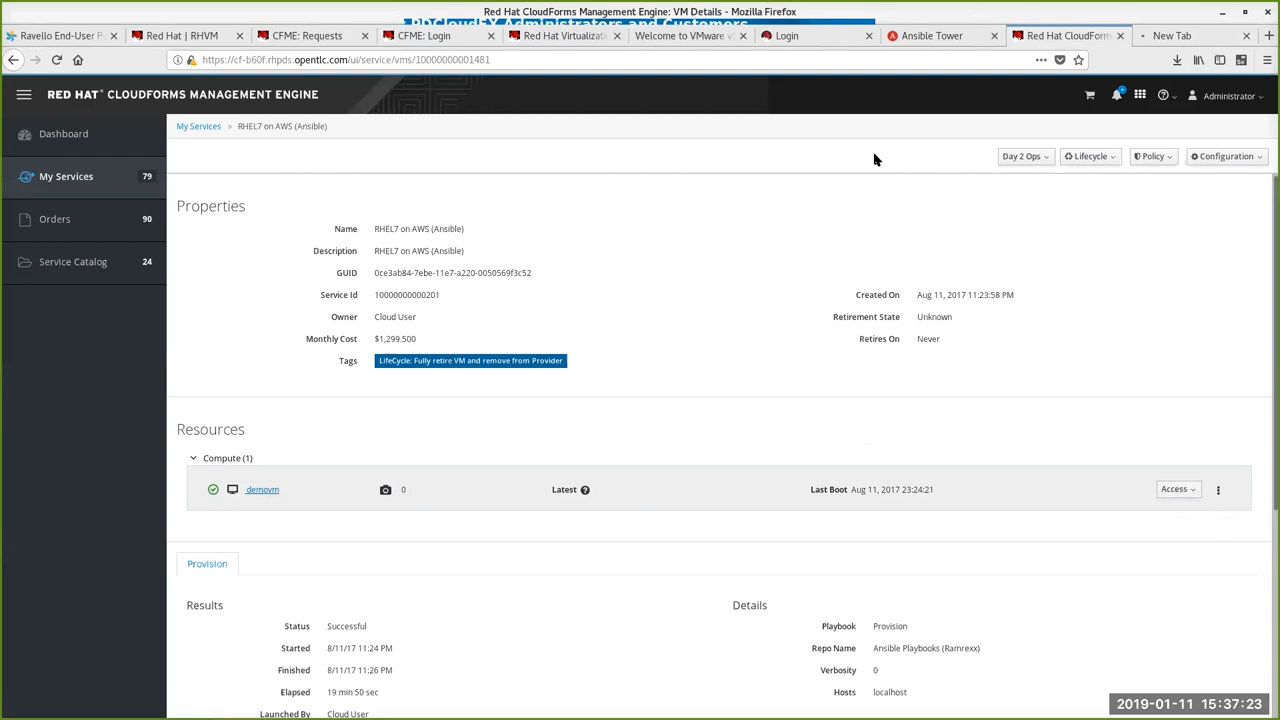 Red Hat CloudForms Management Engine: VM Details - Mozilla Firefox
RDCloudFX Administrators and Customers
Ravello End-User P
Red Hat | RHVM
CFME: Requests
CFME: Login
Red Hat Virtualizati
Welcome to VMware v
Login
Ansible Tower
Red Hat CloudForm
New Tab
https://cf-b60f.rhpds.opentlc.com/ui/service/vms/10000000001481
RED HAT® CLOUDFORMS MANAGEMENT ENGINE
Administrator
Dashboard
My Services 79
Orders 90
Service Catalog 24
My Services » RHEL7 on AWS (Ansible)
Day 2 Ops
Lifecycle
Policy
Configuration
Properties
Name RHEL7 on AWS (Ansible)
Description RHEL7 on AWS (Ansible)
GUID 0ce3ab84-7ebe-11e7-a220-0050569f3c52
Service Id 10000000000201
Created On Aug 11, 2017 11:23:58 PM
Owner Cloud User
Retirement State Unknown
Monthly Cost $1,299.500
Retires On Never
Tags LifeCycle: Fully retire VM and remove from Provider
Resources
Compute (1)
demovm 0 Latest Last Boot Aug 11, 2017 23:24:21 Access
Provision
Results
Details
Status Successful
Playbook Provision
Started 8/11/17 11:24 PM
Repo Name Ansible Playbooks (Ramrexx)
Finished 8/11/17 11:26 PM
Verbosity 0
Elapsed 19 min 50 sec
Hosts localhost
Launched By Cloud User
2019-01-11 15:37:23